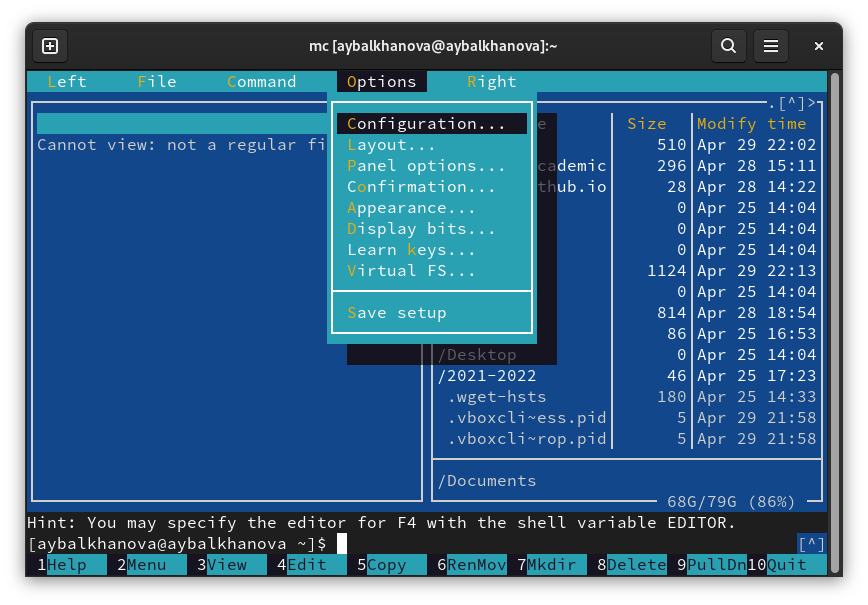 mc [aybalkhanova@aybalkhanova]:~
Left File Command Options Right
.[^]>
Configuration... e Size Modify time
Cannot view: not a regular fi Layout... 510 Apr 29 22:02
Panel options... cademic 296 Apr 28 15:11
Confirmation... thub.io 28 Apr 28 14:22
Appearance... 0 Apr 25 14:04
Display bits... 0 Apr 25 14:04
Learn keys... 0 Apr 25 14:04
Virtual FS... 1124 Apr 29 22:13
0 Apr 25 14:04
Save setup 814 Apr 28 18:54
86 Apr 25 16:53
/Desktop 0 Apr 25 14:04
/2021-2022 46 Apr 25 17:23
.wget-hsts 180 Apr 25 14:33
.vboxcli~ess.pid 5 Apr 29 21:58
.vboxcli~rop.pid 5 Apr 29 21:58
/Documents
68G/79G (86%)
Hint: You may specify the editor for F4 with the shell variable EDITOR.
[aybalkhanova@aybalkhanova ~]$ [^]
1Help 2Menu 3View 4Edit 5Copy 6RenMov 7Mkdir 8Delete 9PullDn 10Quit